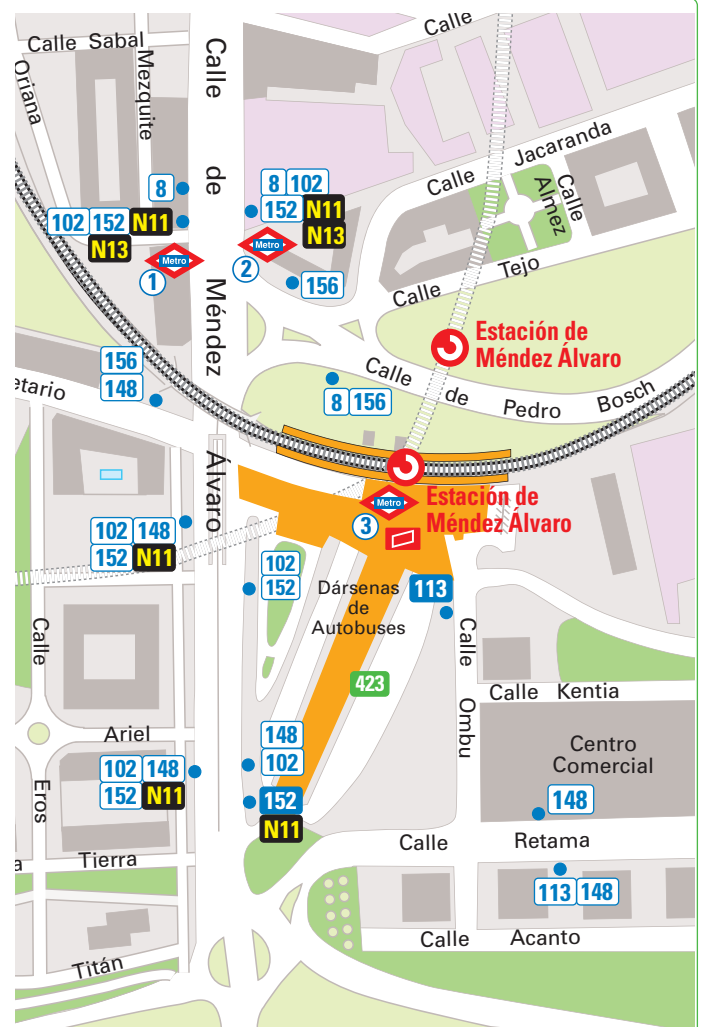 Calle Sabal
Oriana
Mezquite
Calle
de
Méndez
Álvaro
Calle
Calle
Jacaranda
Calle
Almez
8
8 102
152 N11
N13
102 152 N11
N13
Metro
1
Metro
2
156
Calle
Tejo
Estación de
Méndez Álvaro
156
148
etario
8 156
Calle
de
Pedro
Bosch
Metro
3
Estación de
Méndez Álvaro
102 148
152 N11
102
152
Dársenas
de
Autobuses
113
Calle
Ombu
423
Calle
Eros
Calle Kentia
Ariel
148
102
Centro
Comercial
102 148
152 N11
152
N11
148
Calle
Retama
a
Tierra
113 148
Calle
Acanto
Titán